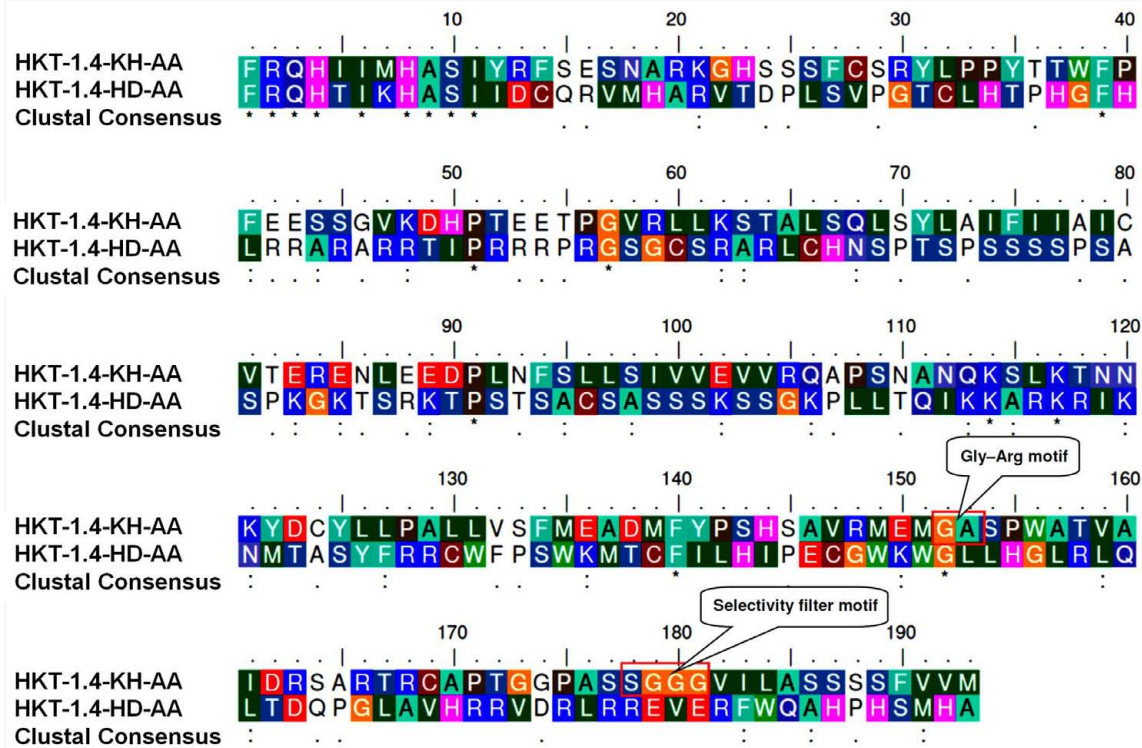 10 20 30 40
HKT-1.4-KH-AA FRQHIIMHASIYRFSESNARKGHSSSFCSRYLPPYTTWFP
HKT-1.4-HD-AA FRQHTIKHASIIDCQRVMHARVTDPLSVPGTCLHTPHGFH
Clustal Consensus
50 60 70 80
HKT-1.4-KH-AA FEESSGVKDHPTEETPGVRLLKSTALSQLSYLAIFIIAIC
HKT-1.4-HD-AA LRRARARRTIPRRRPRGSGCSRARLCHNSPTSPSSSSPSA
Clustal Consensus
90 100 110 120
HKT-1.4-KH-AA VTERENLEEDPLNFSLLSIVVEVVRQAPSNANQKSLKTNN
HKT-1.4-HD-AA SPKGKTSRKTPSTSACSASSSKSSGKPLLTQIKKARKRIK
Clustal Consensus
Gly–Arg motif
130 140 150 160
HKT-1.4-KH-AA KYDCYLLPALLVSFMEADMFYPSHSAVRMEMGASPWATVA
HKT-1.4-HD-AA NMTASYFRRCWFPSWKMTCFILHIPECGWKWGLLHGLRLQ
Clustal Consensus
Selectivity filter motif
170 180 190
HKT-1.4-KH-AA IDRSARTRCAPTGGPASSGGGVILASSSSFVVM
HKT-1.4-HD-AA LTDQPGLAVHRRVDRLRREVERFWQAHPHSMHA
Clustal Consensus